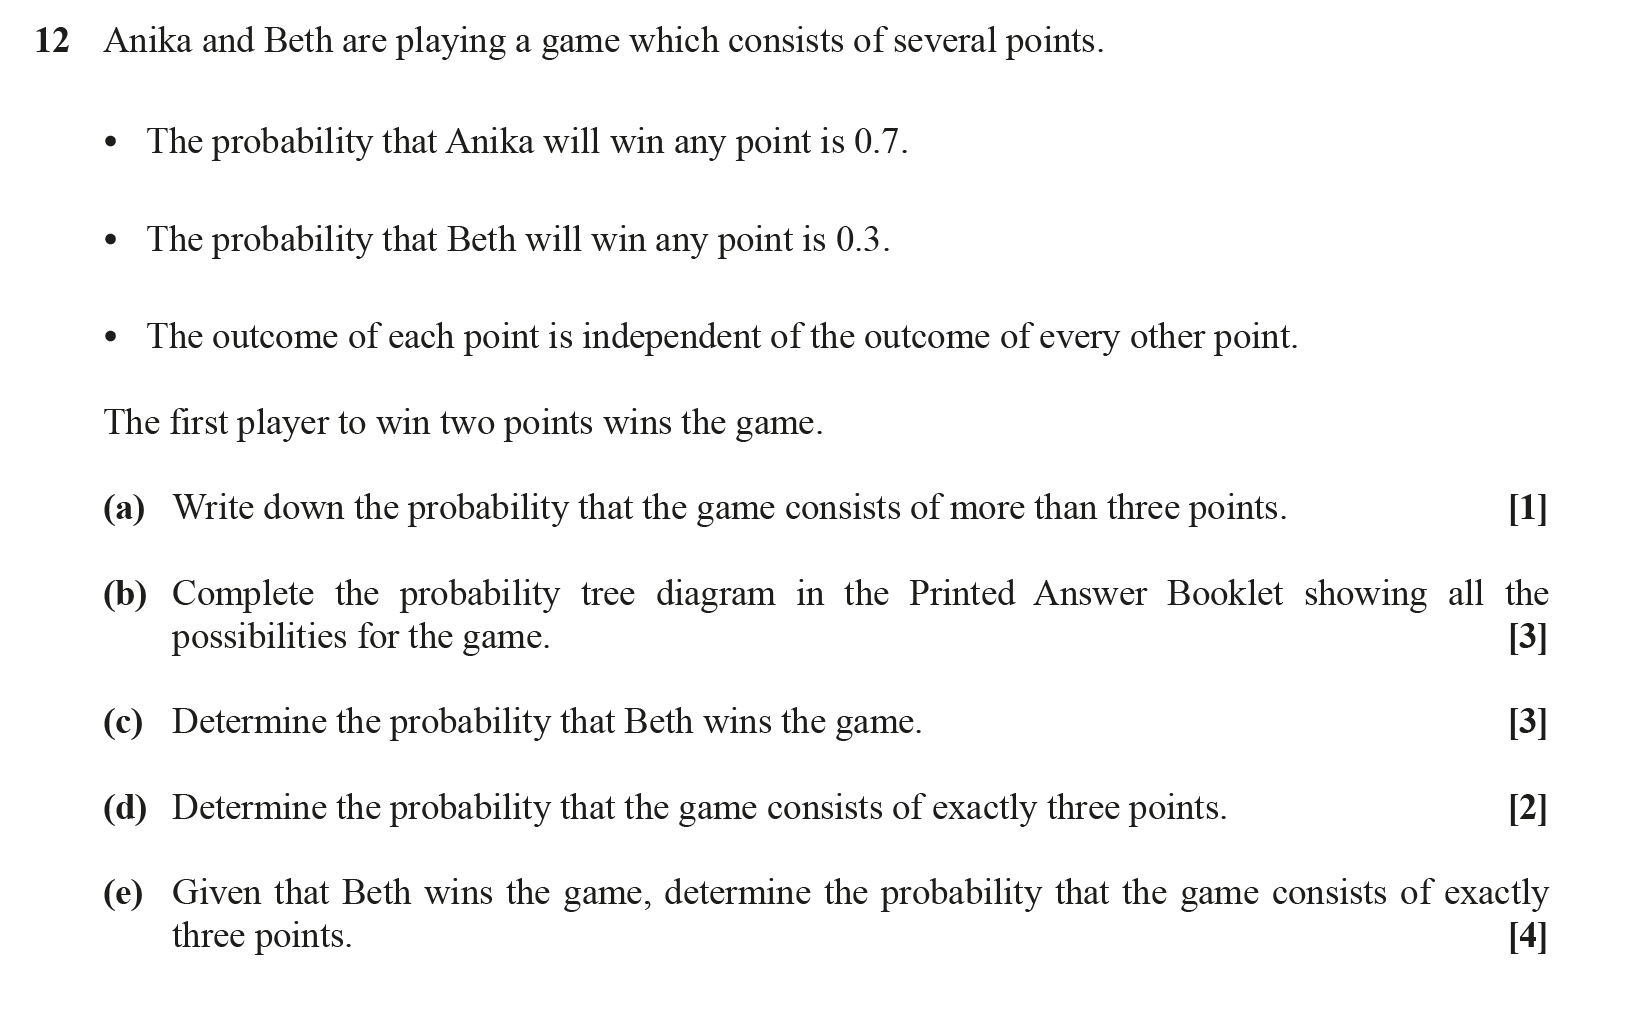 12 Anika and Beth are playing a game which consists of several points.
• The probability that Anika will win any point is 0.7.
• The probability that Beth will win any point is 0.3.
• The outcome of each point is independent of the outcome of every other point.
The first player to win two points wins the game.
(a) Write down the probability that the game consists of more than three points. [1]
(b) Complete the probability tree diagram in the Printed Answer Booklet showing all the
possibilities for the game. [3]
(c) Determine the probability that Beth wins the game. [3]
(d) Determine the probability that the game consists of exactly three points. [2]
(e) Given that Beth wins the game, determine the probability that the game consists of exactly
three points. [4]